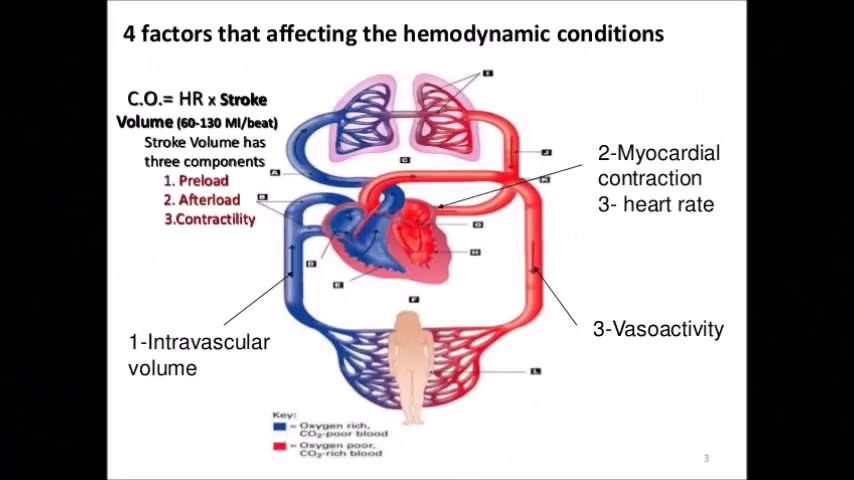 4 factors that affecting the hemodynamic conditions
C.O.= HR x Stroke
Volume (60-130 Ml/beat)
Stroke Volume has
three components
1. Preload
2. Afterload
3.Contractility
I
J
G
A
K
B
G
H
D
E
F
L
2-Myocardial
contraction
3- heart rate
1-Intravascular
volume
3-Vasoactivity
Key:
= Oxygen rich,
CO2-poor blood
= Oxygen poor,
CO2-rich blood
3